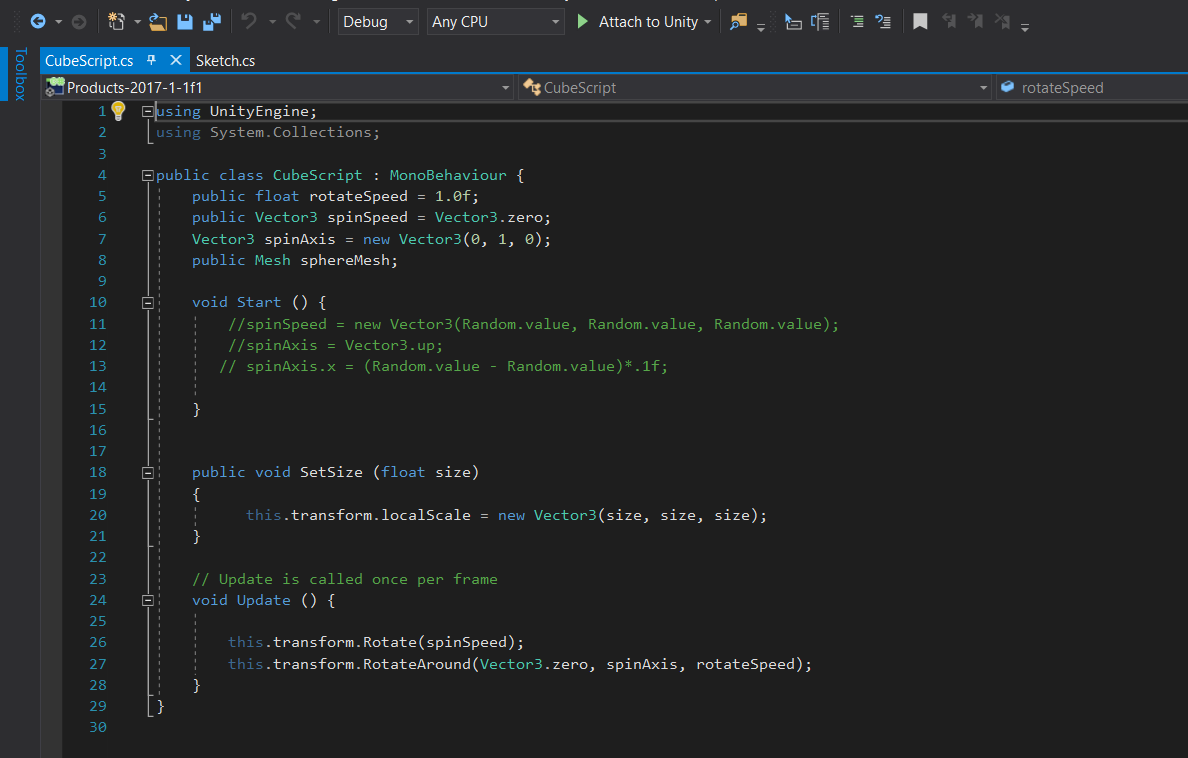 Debug Any CPU Attach to Unity
Toolbox
CubeScript.cs Sketch.cs
Products-2017-1-1f1 CubeScript rotateSpeed
1 using UnityEngine;
2 using System.Collections;
3
4 public class CubeScript : MonoBehaviour {
5 public float rotateSpeed = 1.0f;
6 public Vector3 spinSpeed = Vector3.zero;
7 Vector3 spinAxis = new Vector3(0, 1, 0);
8 public Mesh sphereMesh;
9
10 void Start () {
11 //spinSpeed = new Vector3(Random.value, Random.value, Random.value);
12 //spinAxis = Vector3.up;
13 // spinAxis.x = (Random.value - Random.value)*.1f;
14
15 }
16
17
18 public void SetSize (float size)
19 {
20 this.transform.localScale = new Vector3(size, size, size);
21 }
22
23 // Update is called once per frame
24 void Update () {
25
26 this.transform.Rotate(spinSpeed);
27 this.transform.RotateAround(Vector3.zero, spinAxis, rotateSpeed);
28 }
29 }
30